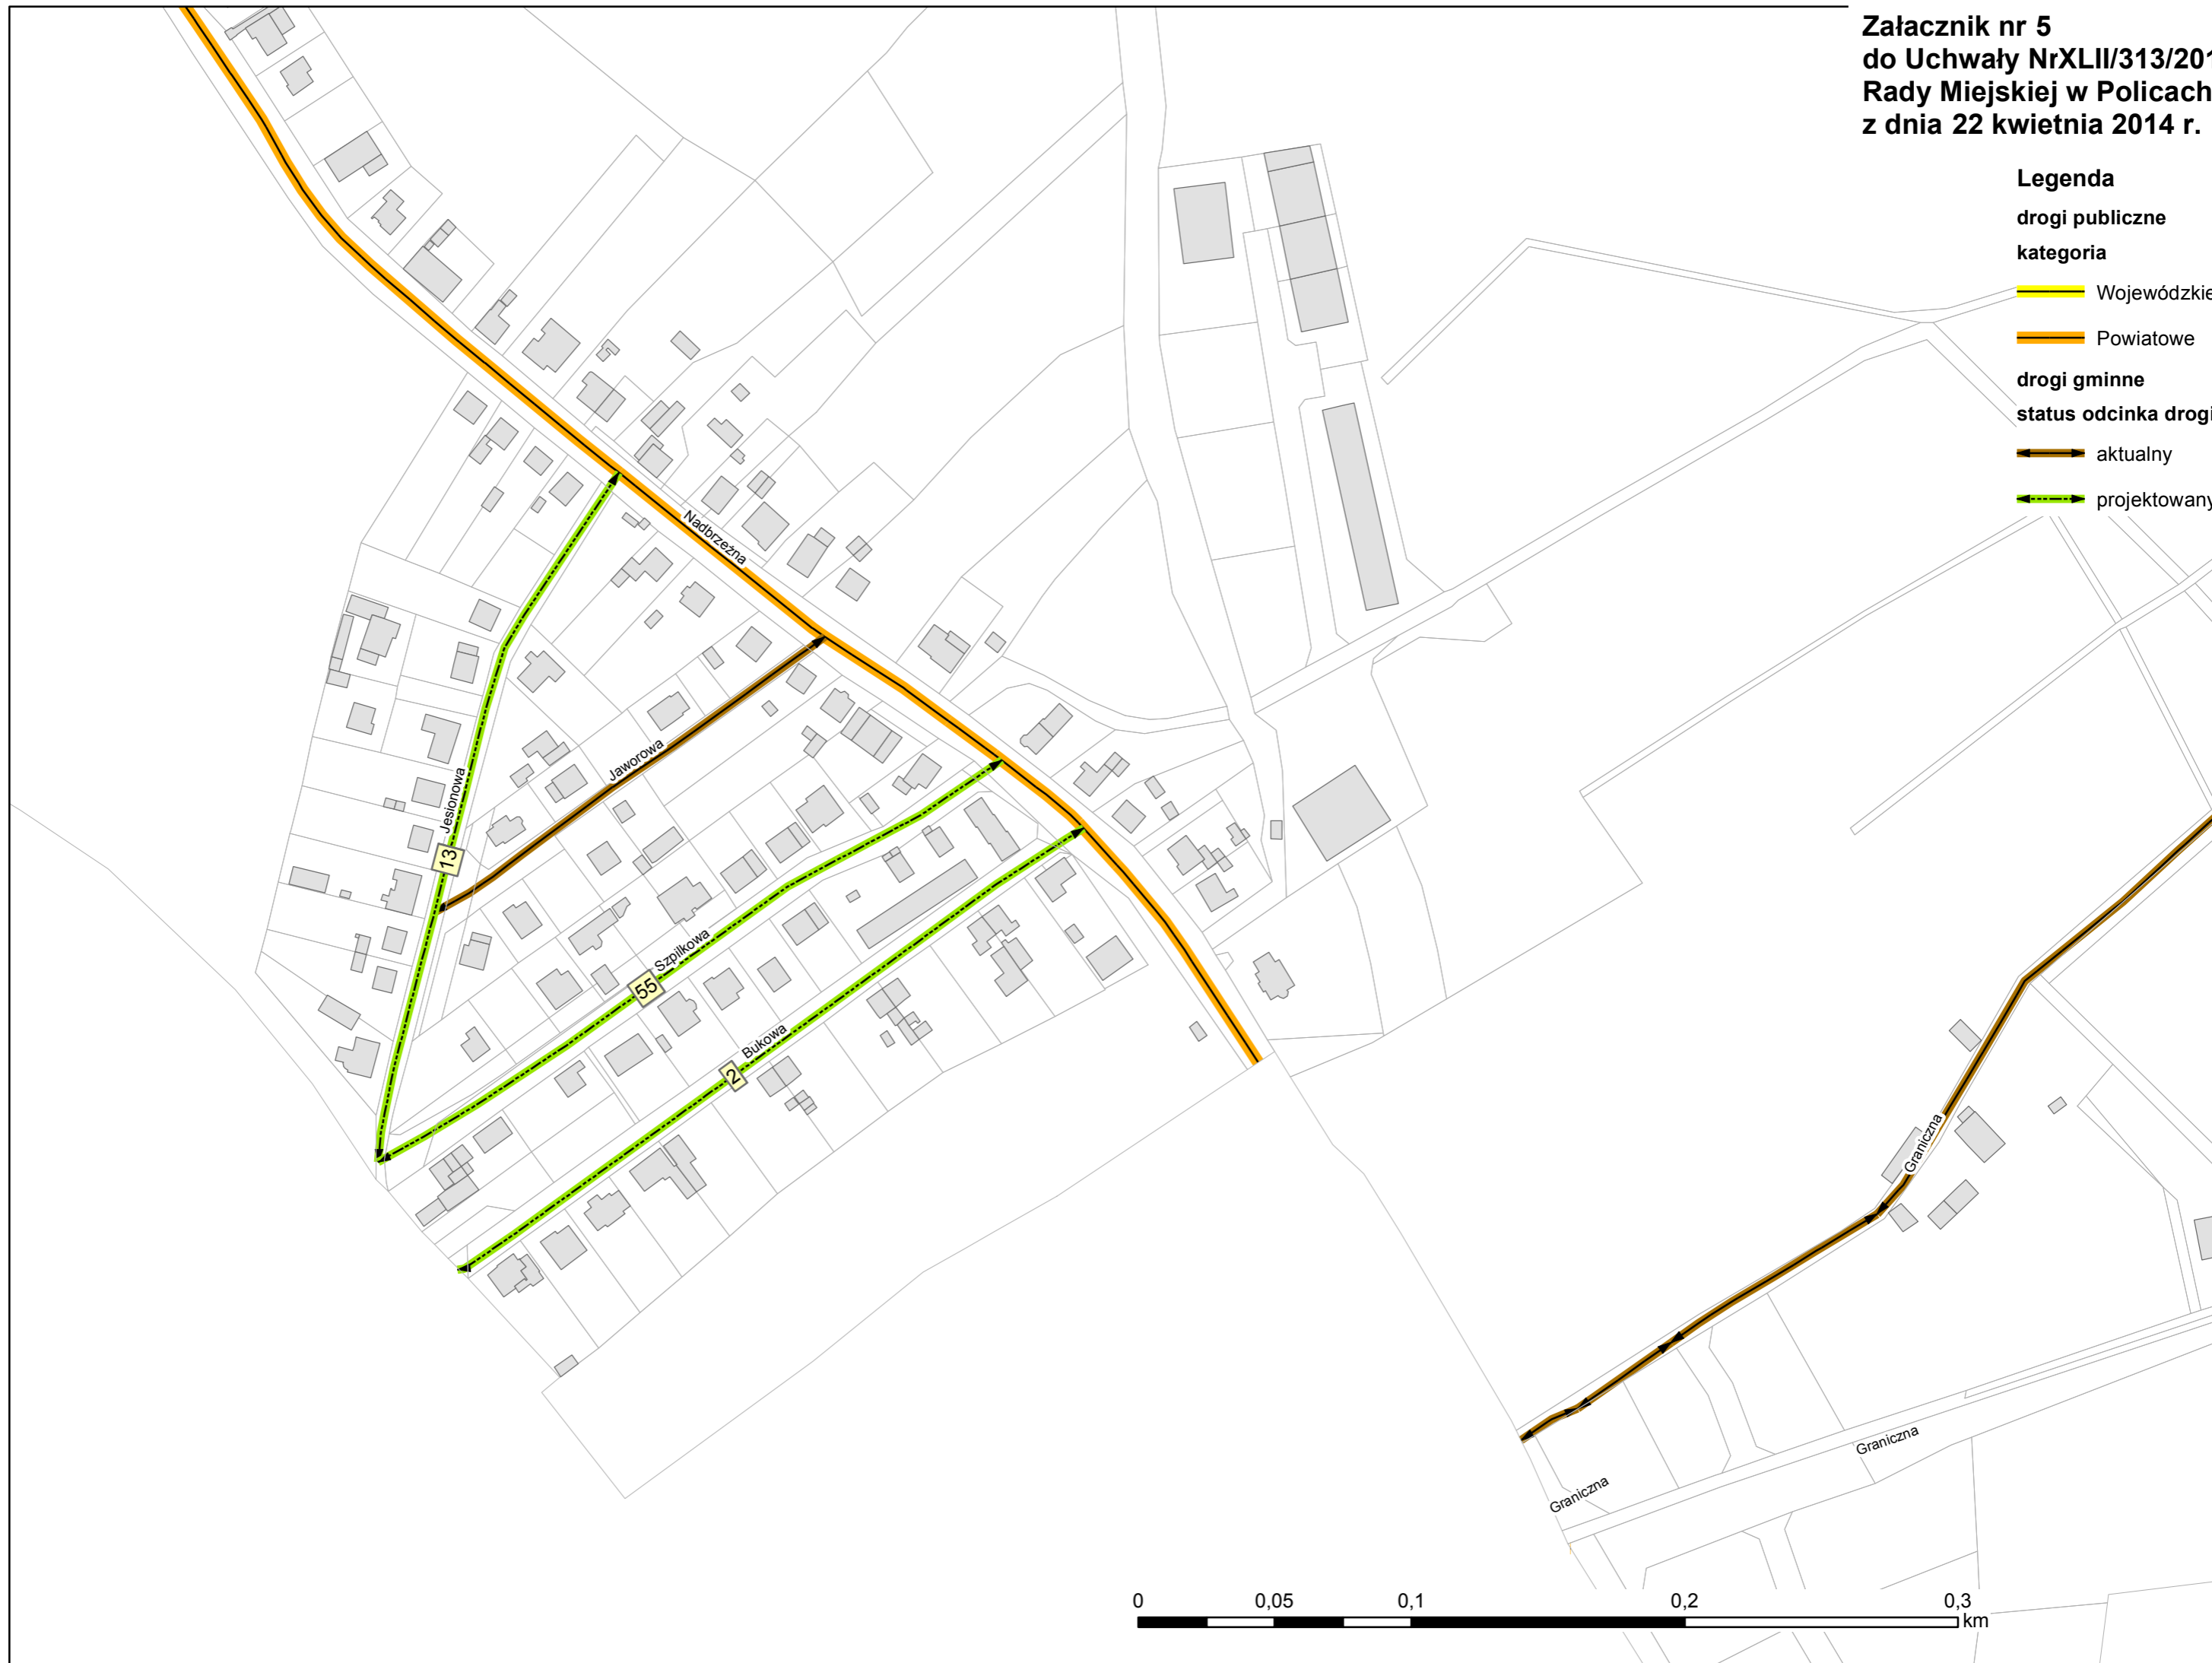 Załacznik nr 5
do Uchwały NrXLII/313/201
Rady Miejskiej w Policach
z dnia 22 kwietnia 2014 r.
Legenda
drogi publiczne
kategoria
Wojewódzkie
Powiatowe
drogi gminne
status odcinka drogi
aktualny
projektowany
Nadbrzeżna
Jaworowa
Jesionowa
13
Szpilkowa
55
Bukowa
2
Graniczna
Graniczna
Graniczna
0 0,05 0,1 0,2 0,3
km